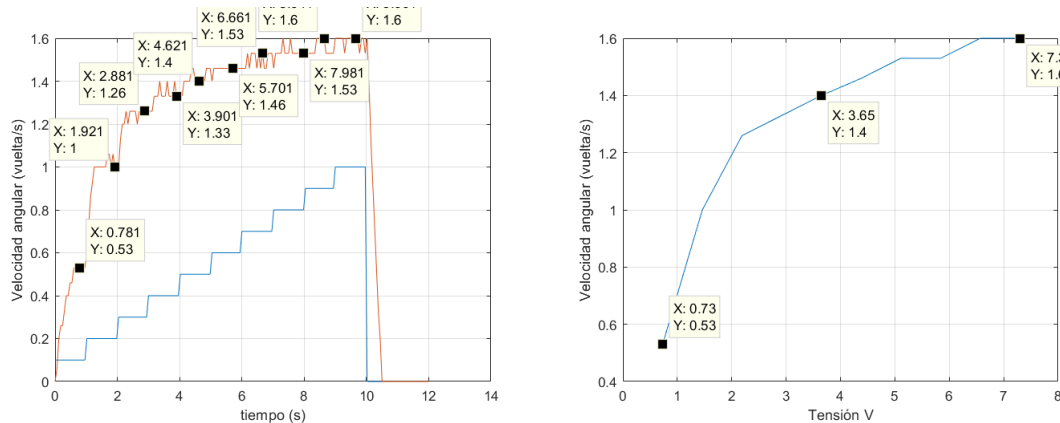 1.6
1.4
1.2
1
0.8
0.6
0.4
0.2
0
Velocidad angular (vuelta/s)
0
2
4
6
8
10
12
14
tiempo (s)
X: 0.781
Y: 0.53
X: 1.921
Y: 1
X: 2.881
Y: 1.26
X: 3.901
Y: 1.33
X: 4.621
Y: 1.4
X: 5.701
Y: 1.46
X: 6.661
Y: 1.53
X: 7.981
Y: 1.53
Y: 1.6
Y: 1.6
1.6
1.4
1.2
1
0.8
0.6
0.4
Velocidad angular (vuelta/s)
0
1
2
3
4
5
6
7
8
Tensión V
X: 0.73
Y: 0.53
X: 3.65
Y: 1.4